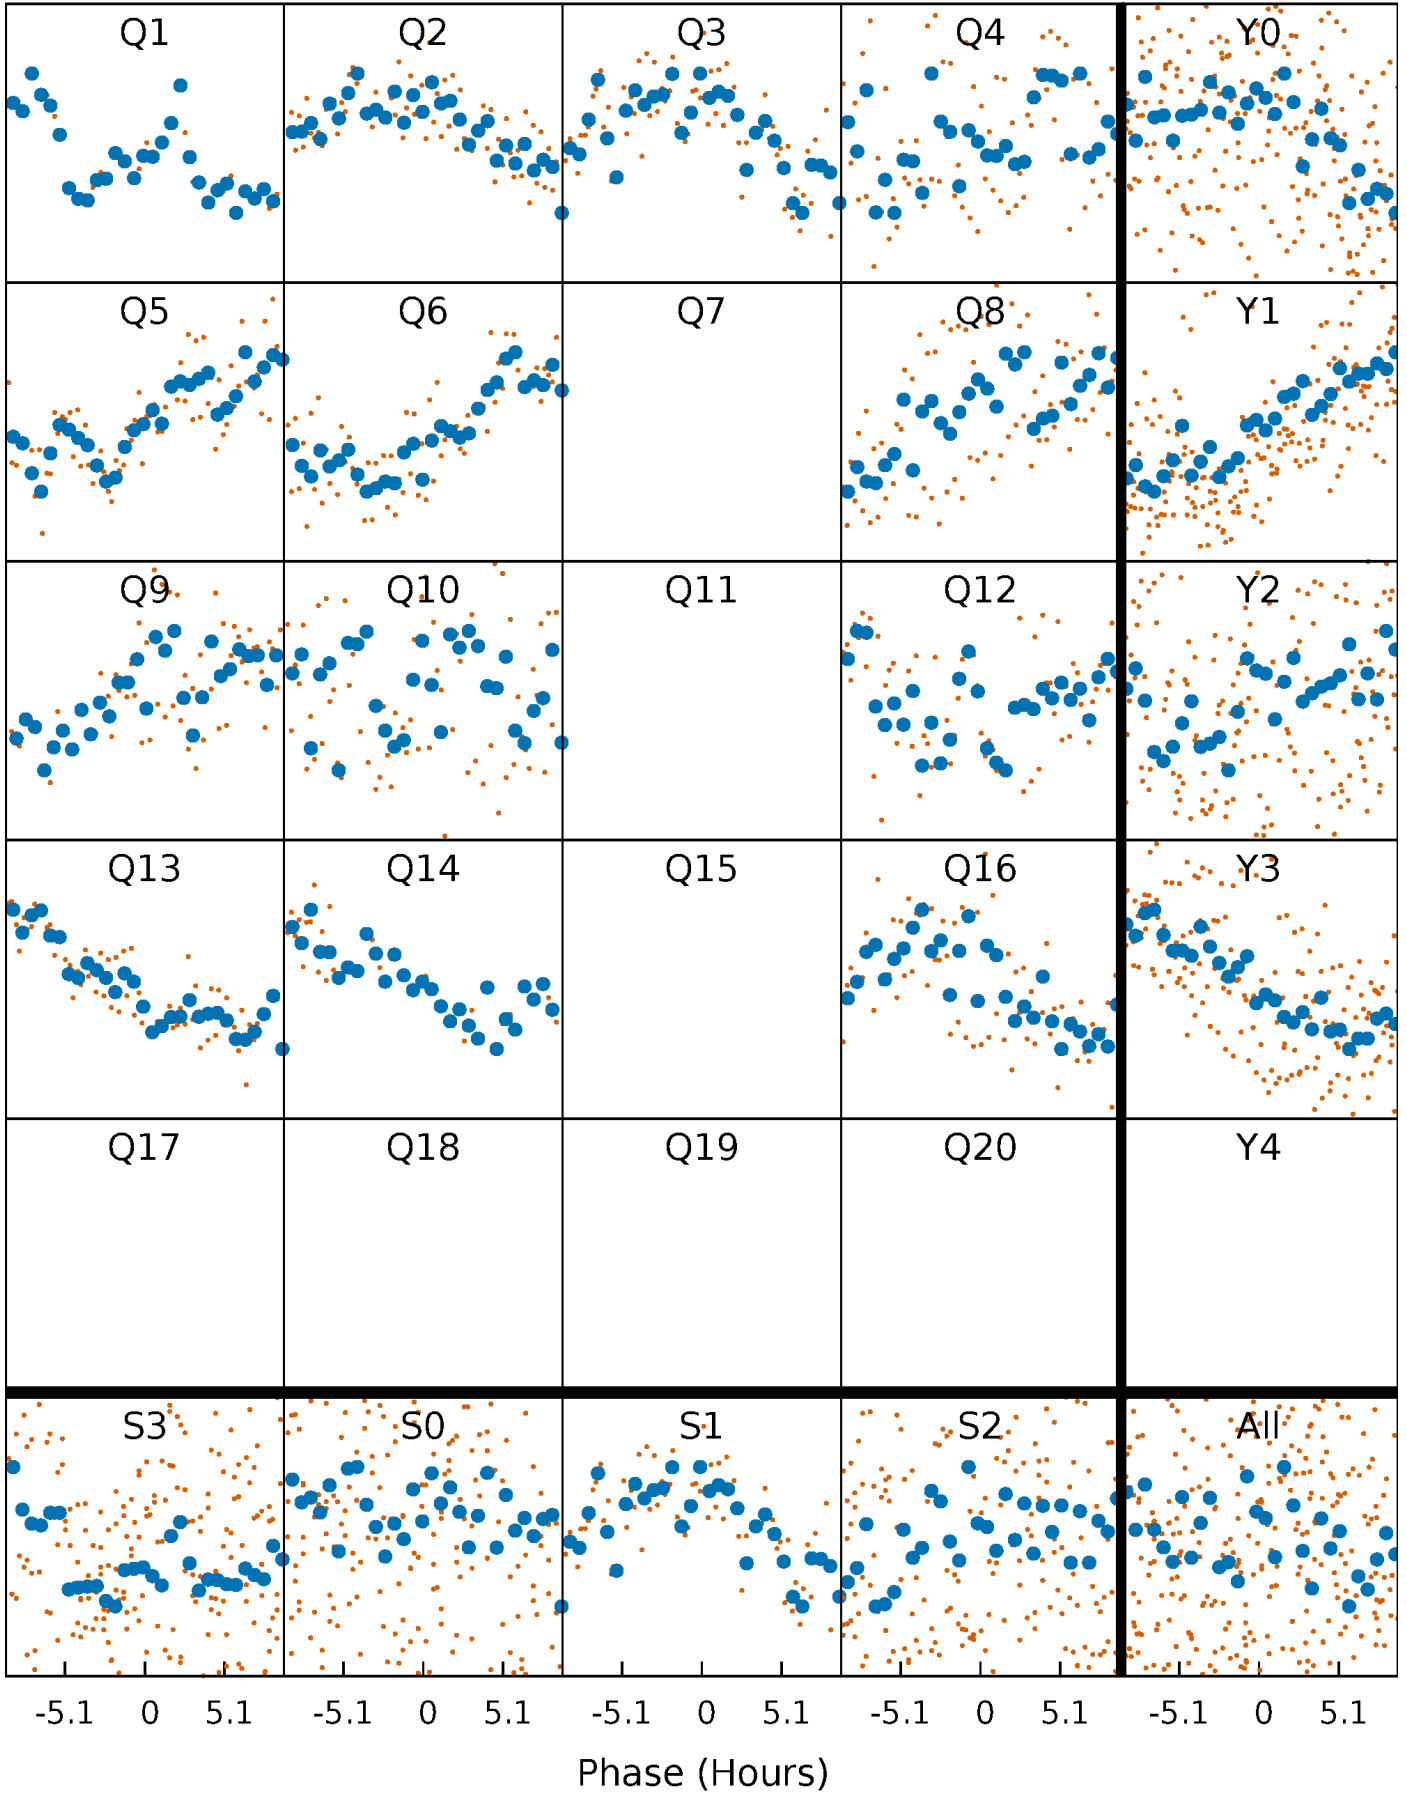 Q1 Q2 Q3 Q4 Y0
Q5 Q6 Q7 Q8 Y1
Q9 Q10 Q11 Q12 Y2
Q13 Q14 Q15 Q16 Y3
Q17 Q18 Q19 Q20 Y4
S3 S0 S1 S2 All
-5.1 0 5.1 -5.1 0 5.1 -5.1 0 5.1 -5.1 0 5.1 -5.1 0 5.1
Phase (Hours)